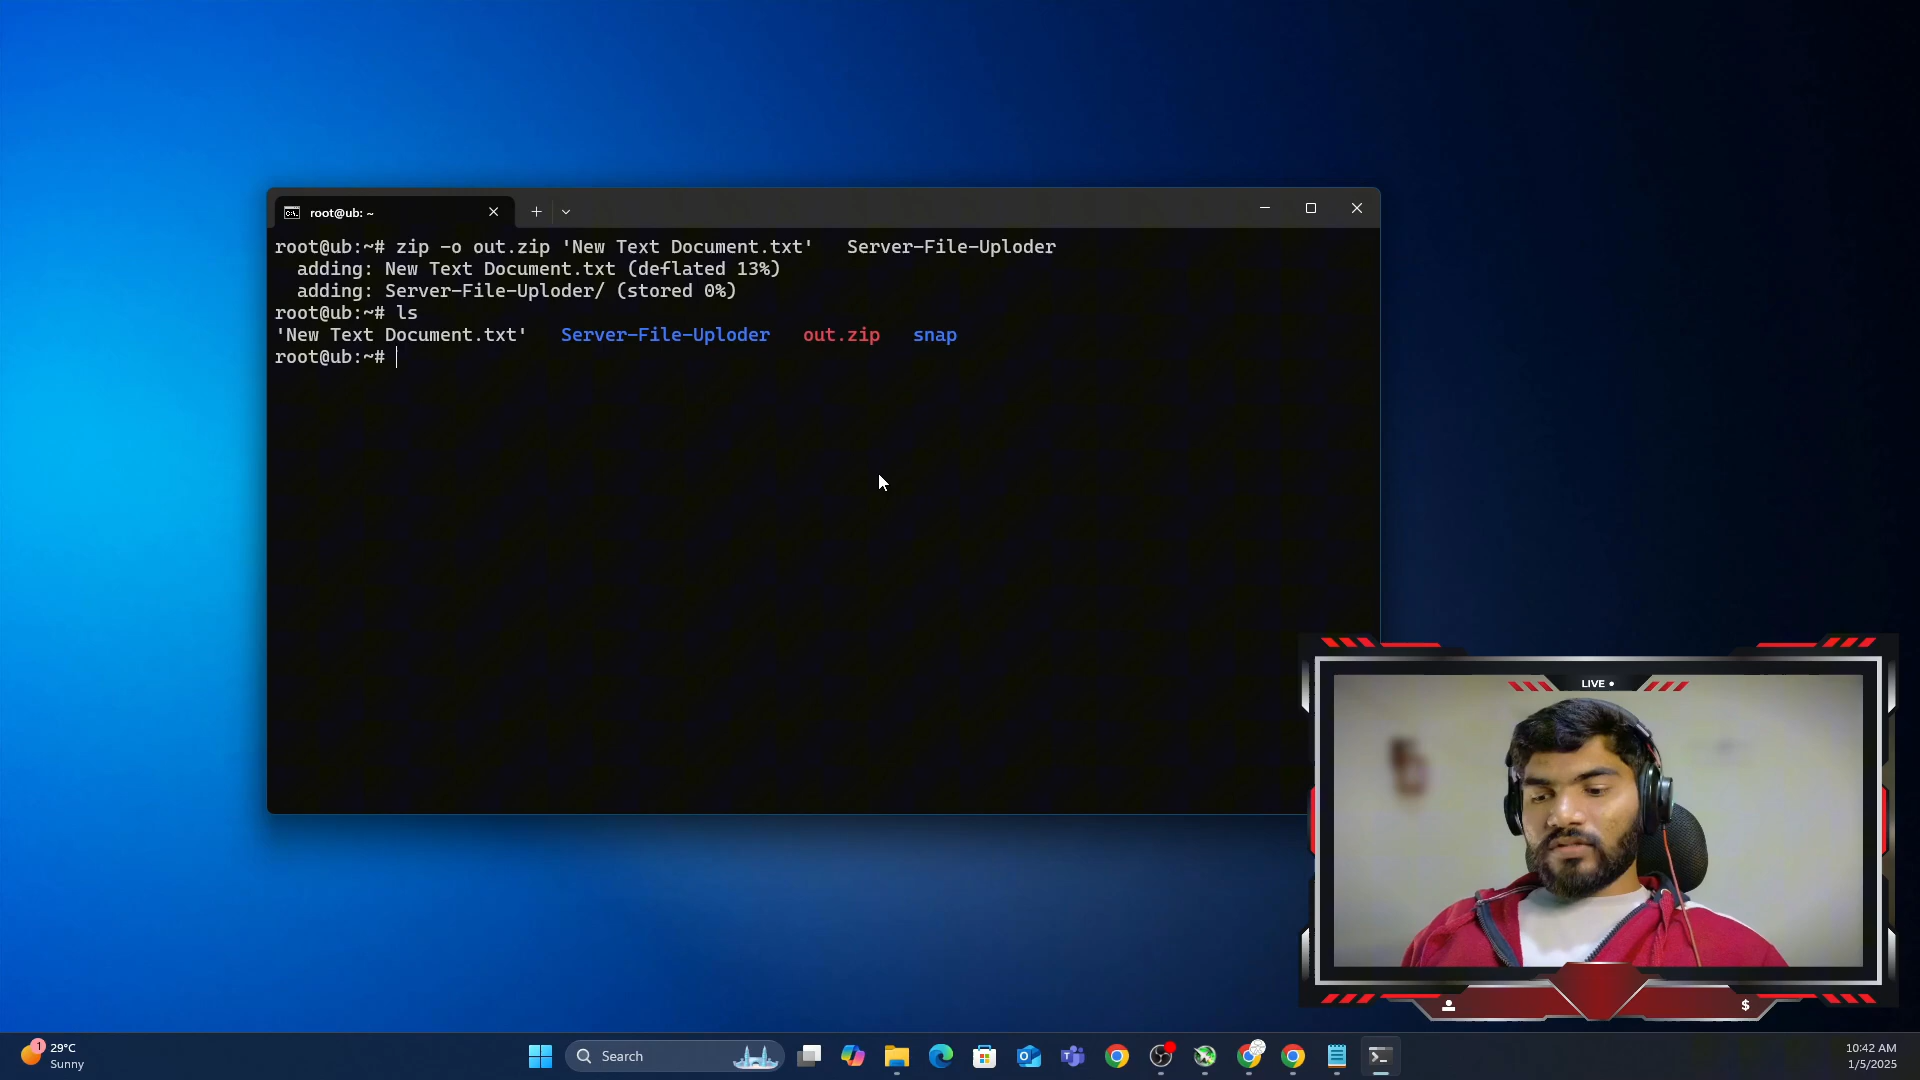 root@ub: ~
root@ub:~# zip -o out.zip 'New Text Document.txt'   Server-File-Uploder
  adding: New Text Document.txt (deflated 13%)
  adding: Server-File-Uploder/ (stored 0%)
root@ub:~# ls
'New Text Document.txt'   Server-File-Uploder   out.zip   snap
root@ub:~#
LIVE
$
1
29°C
Sunny
Search
10:42 AM
1/5/2025